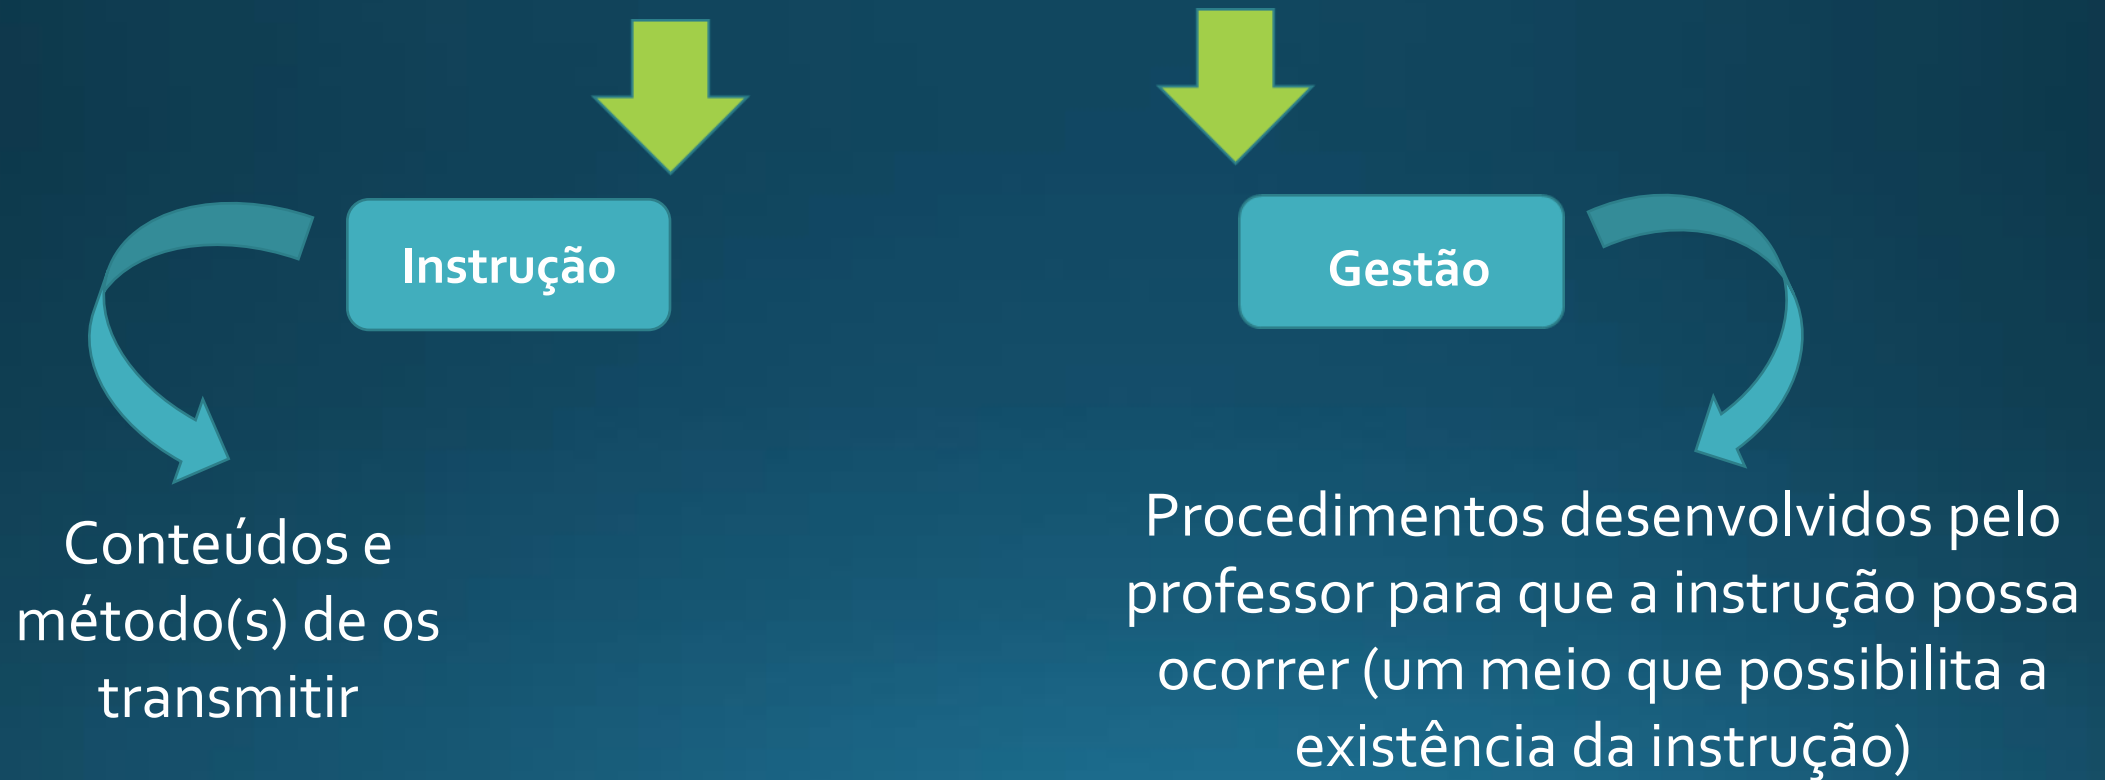 Instrução
Gestão
Conteúdos e
método(s) de os
transmitir
Procedimentos desenvolvidos pelo
professor para que a instrução possa
ocorrer (um meio que possibilita a
existência da instrução)